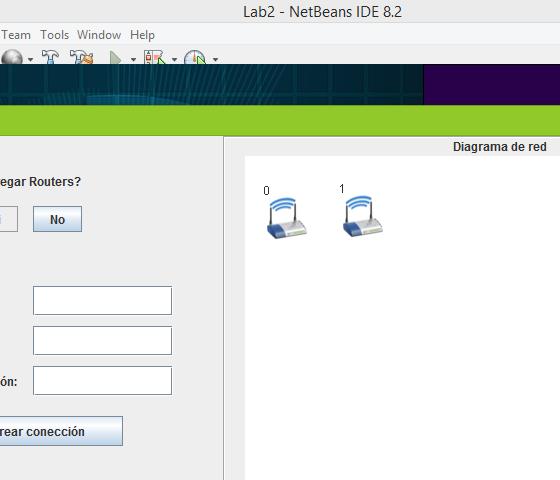 Lab2 - NetBeans IDE 8.2
Team Tools Window Help
Diagrama de red
egar Routers?
0 1
i No
ón:
rear conección